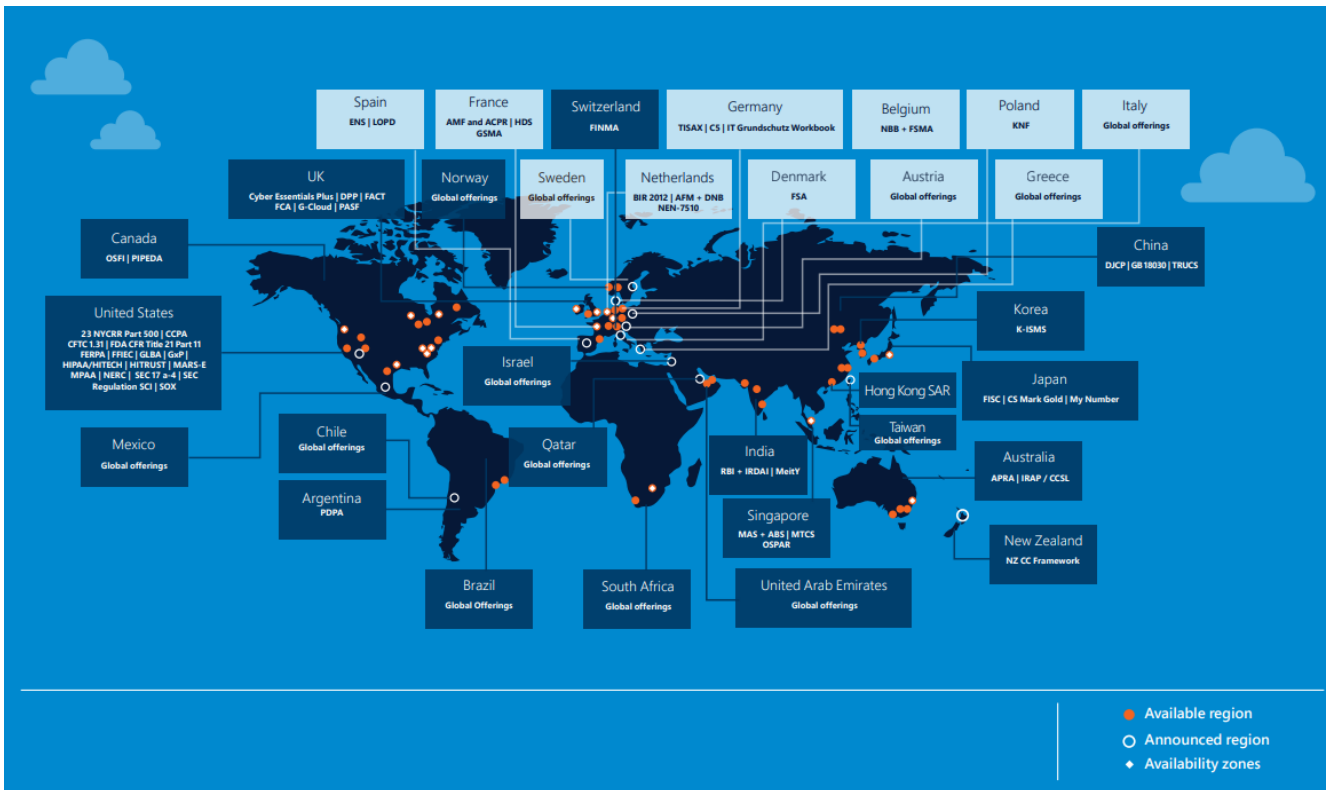 Spain
ENS | LOPD
France
AMF and ACPR | HDS
GSMA
Switzerland
FINMA
Germany
TISAX | C5 | IT Grundschutz Workbook
Belgium
NBB + FSMA
Poland
KNF
Italy
Global offerings
UK
Cyber Essentials Plus | DPP | FACT
FCA | G-Cloud | PASF
Norway
Global offerings
Sweden
Global offerings
Netherlands
BIR 2012 | AFM + DNB
NEN-7510
Denmark
FSA
Austria
Global offerings
Greece
Global offerings
Canada
OSFI | PIPEDA
China
DJCP | GB 18030 | TRUCS
United States
23 NYCRR Part 500 | CCPA
CFTC 1.31 | FDA CFR Title 21 Part 11
FERPA | FFIEC | GLBA | GxP |
HIPAA/HITECH | HITRUST | MARS-E
MPAA | NERC | SEC 17 a-4 | SEC
Regulation SCI | SOX
Korea
K-ISMS
Israel
Global offerings
Japan
FISC | CS Mark Gold | My Number
Hong Kong SAR
Taiwan
Global offerings
Mexico
Global offerings
Chile
Global offerings
Qatar
Global offerings
India
RBI + IRDAI | MeitY
Australia
APRA | IRAP / CCSL
Argentina
PDPA
Singapore
MAS + ABS | MTCS
OSPAR
New Zealand
NZ CC Framework
Brazil
Global Offerings
South Africa
Global offerings
United Arab Emirates
Global offerings
Available region
Announced region
Availability zones